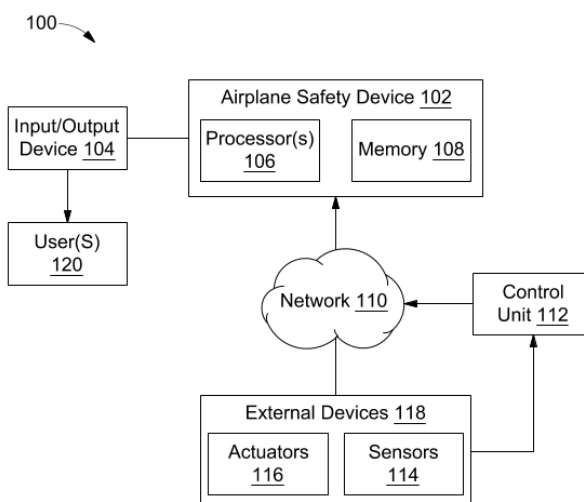 100
Airplane Safety Device 102
Input/Output
Device 104
Processor(s)
106
Memory 108
User(S)
120
Network 110
Control
Unit 112
External Devices 118
Actuators
116
Sensors
114